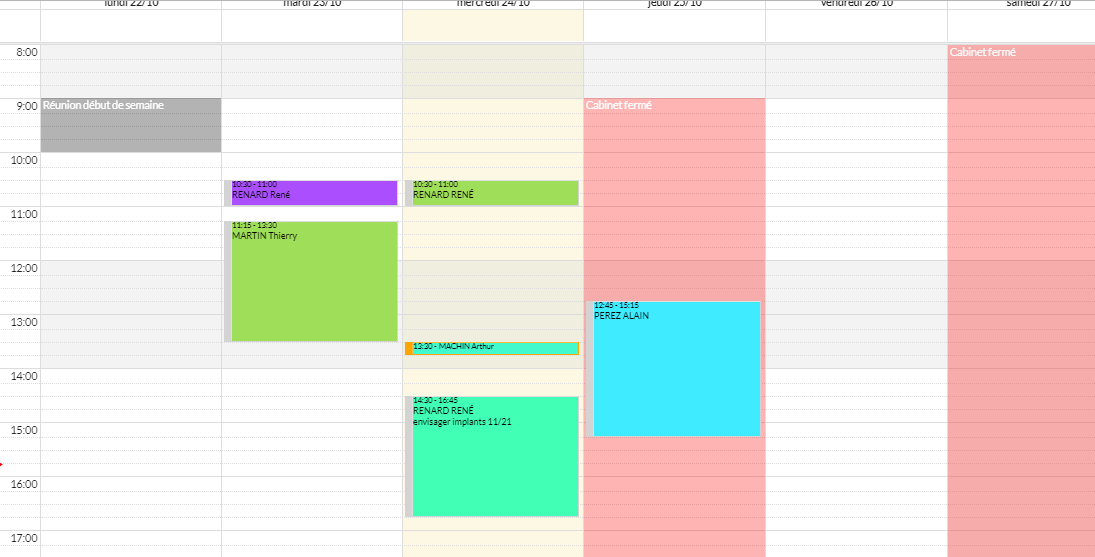 lundi 22/10
mardi 23/10
mercredi 24/10
jeudi 25/10
vendredi 26/10
samedi 27/10
8:00
Cabinet fermé
9:00
Réunion début de semaine
Cabinet fermé
10:00
10:30 - 11:00
RENARD René
10:30 - 11:00
RENARD RENÉ
11:00
11:15 - 13:30
MARTIN Thierry
12:00
12:45 - 15:15
PEREZ ALAIN
13:00
13:30 - MACHIN Arthur
14:00
14:30 - 16:45
RENARD RENÉ
envisager implants 11/21
15:00
16:00
17:00